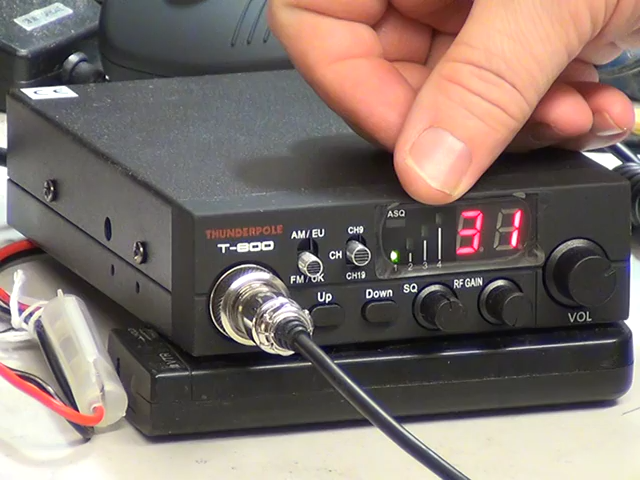 CE
THUNDERPOLE
T-800
AM / EU
FM / UK
CH9
CH
CH19
ASQ
1 2 3 4
31
Up
Down
SQ
RF GAIN
VOL